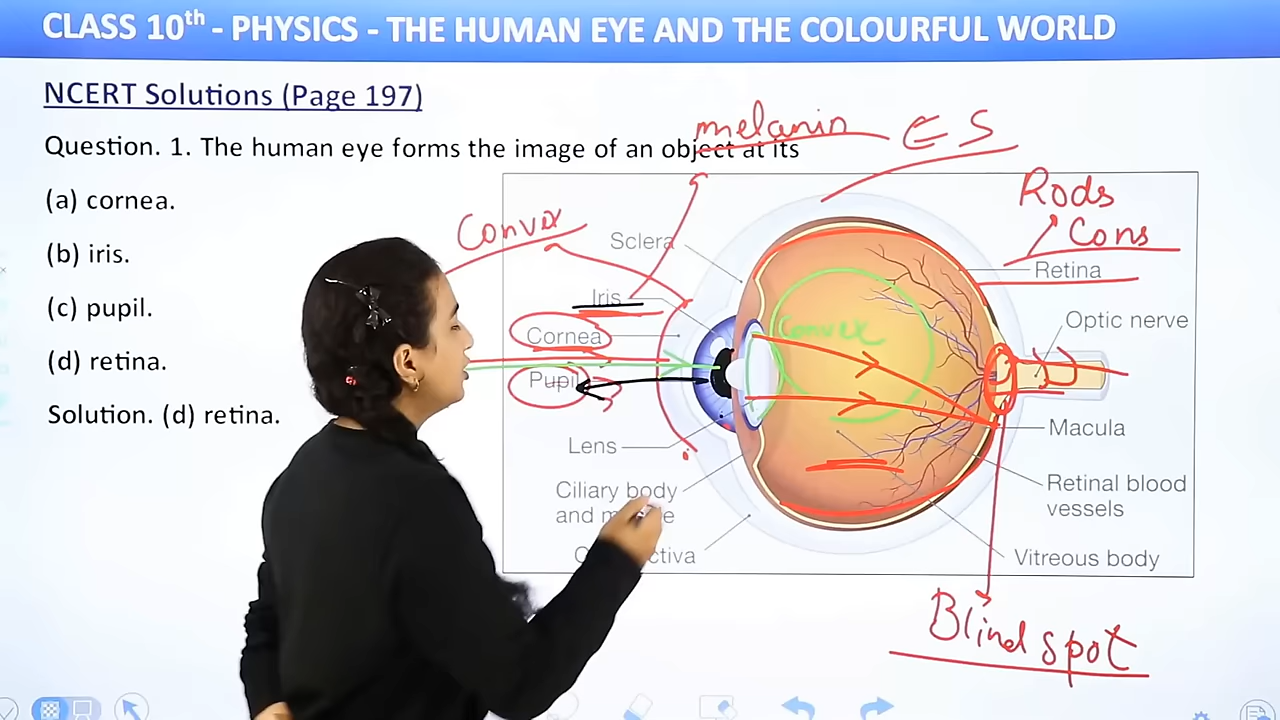 CLASS 10th - PHYSICS - THE HUMAN EYE AND THE COLOURFUL WORLD
NCERT Solutions (Page 197)
Question. 1. The human eye forms the image of an object at its
(a) cornea.
(b) iris.
(c) pupil.
(d) retina.
Solution. (d) retina.
melanin
ES
Convex
Rods
Cons
Sclera
Retina
Iris
Optic nerve
Cornea
Convex
Pupil
Macula
Lens
Retinal blood
vessels
Ciliary body
and
Vitreous body
Blind spot